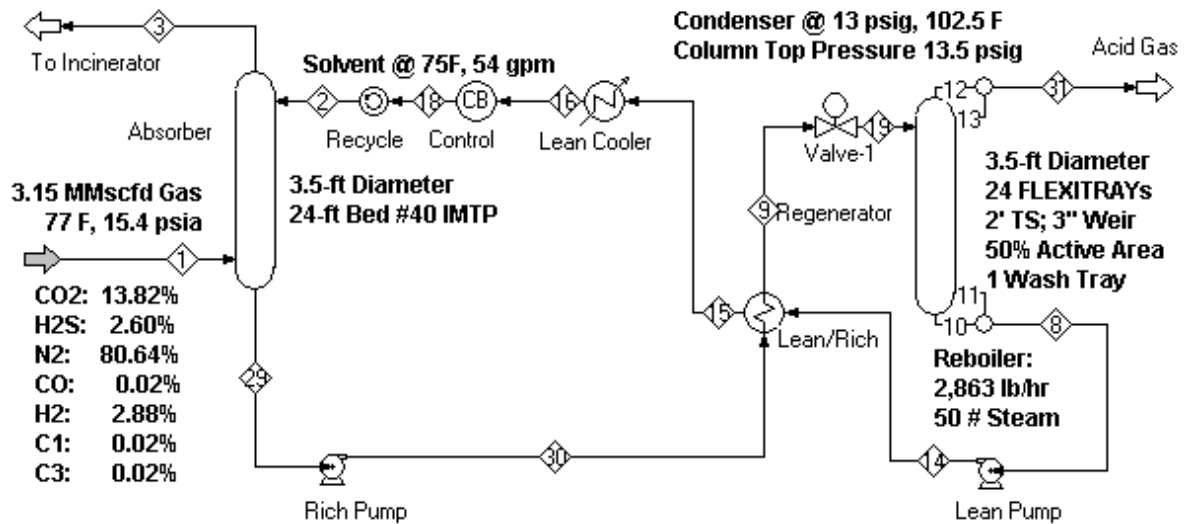 3
To Incinerator
Absorber
Solvent @ 75F, 54 gpm
2
18
CB
16
Recycle
Control
Lean Cooler
Condenser @ 13 psig, 102.5 F
Column Top Pressure 13.5 psig
Acid Gas
12
13
31
Valve-1
19
3.15 MMscfd Gas
77 F, 15.4 psia
1
3.5-ft Diameter
24-ft Bed #40 IMTP
9
Regenerator
3.5-ft Diameter
24 FLEXITRAYs
2' TS; 3" Weir
50% Active Area
1 Wash Tray
CO2: 13.82%
H2S: 2.60%
N2: 80.64%
CO: 0.02%
H2: 2.88%
C1: 0.02%
C3: 0.02%
15
Lean/Rich
11
10
8
Reboiler:
2,863 lb/hr
50 # Steam
29
30
14
Rich Pump
Lean Pump